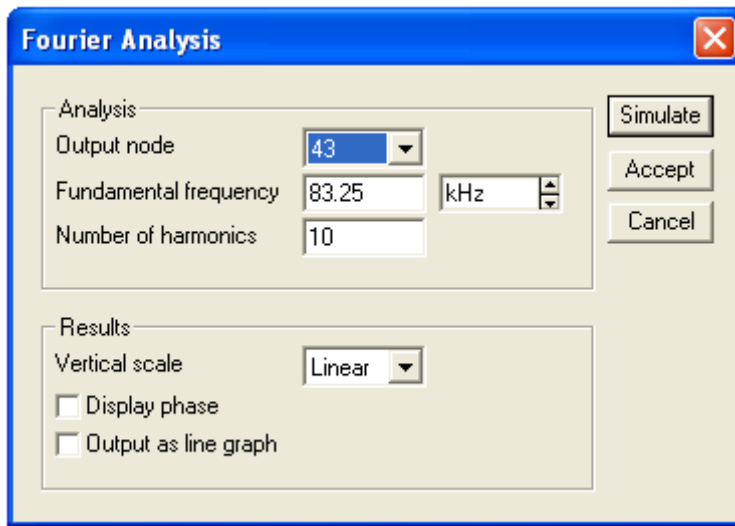 Fourier Analysis
Analysis
Output node 43
Fundamental frequency 83.25 kHz
Number of harmonics 10
Simulate
Accept
Cancel
Results
Vertical scale Linear
Display phase
Output as line graph